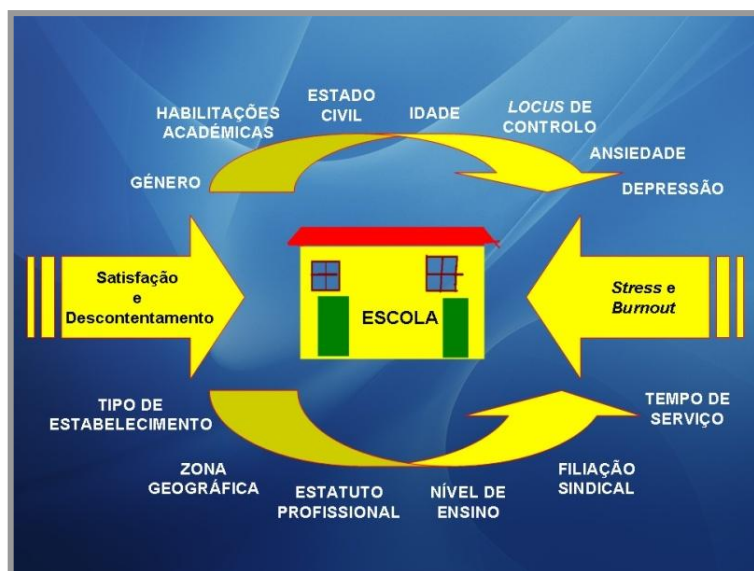 ESTADO
CIVIL
HABILITAÇÕES
ACADÉMICAS
IDADE
LOCUS DE
CONTROLO
ANSIEDADE
GÉNERO
DEPRESSÃO
Satisfação
e
Descontentamento
ESCOLA
Stress e
Burnout
TIPO DE
ESTABELECIMENTO
TEMPO DE
SERVIÇO
ZONA
GEOGRÁFICA
ESTATUTO
PROFISSIONAL
NÍVEL DE
ENSINO
FILIAÇÃO
SINDICAL